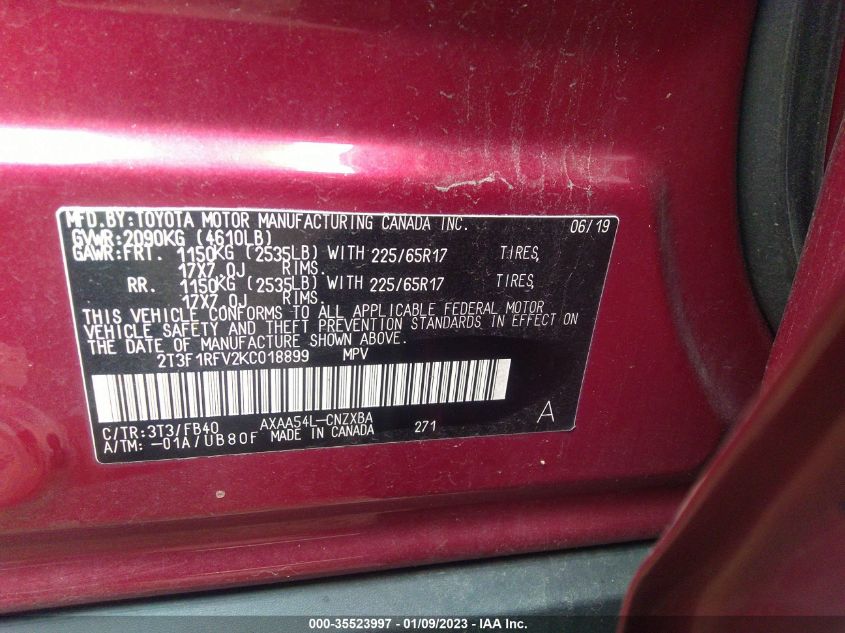 MFD.BY:TOYOTA MOTOR MANUFACTURING CANADA INC. 06/19
GVWR:2090KG (4610LB)
GAWR:FRT. 1150KG (2535LB) WITH 225/65R17 TIRES,
17X7.0J RIMS.
RR. 1150KG (2535LB) WITH 225/65R17 TIRES,
17X7.0J RIMS.
THIS VEHICLE CONFORMS TO ALL APPLICABLE FEDERAL MOTOR
VEHICLE SAFETY AND THEFT PREVENTION STANDARDS IN EFFECT ON
THE DATE OF MANUFACTURE SHOWN ABOVE.
2T3F1RFV2KC018899 MPV
C/TR:3T3/FB40 AXAA54L-CNZXBA A
A/TM:-01A/UB80F MADE IN CANADA 271
000-35523997 - 01/09/2023 - IAA Inc.